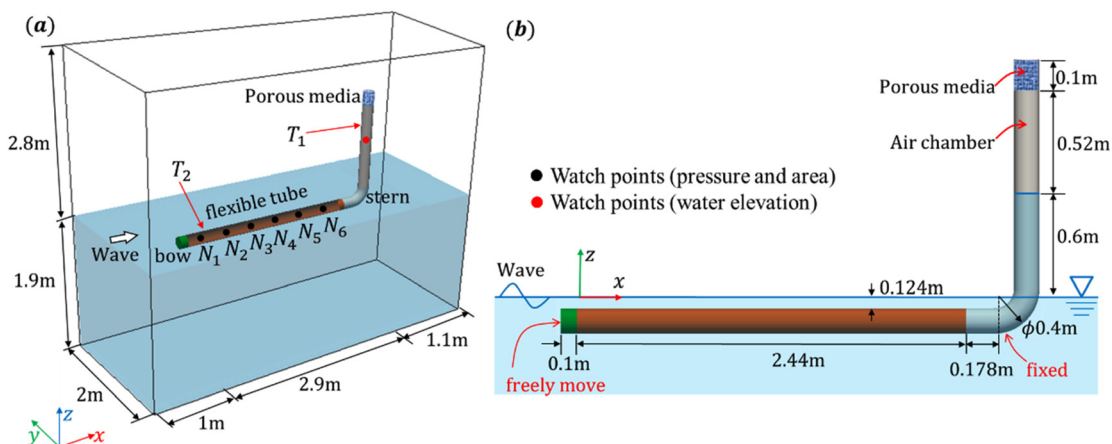 (a)
Porous media
T₁
2.8m
T₂
flexible tube
stern
N₁ N₂ N₃ N₄ N₅ N₆
Wave
bow
1.9m
1.1m
2.9m
2m
1m
z
y
x
(b)
0.1m
Porous media
Air chamber
0.52m
Watch points (pressure and area)
Watch points (water elevation)
0.6m
z
Wave
x
0.124m
ϕ0.4m
0.1m
2.44m
0.178m
freely move
fixed